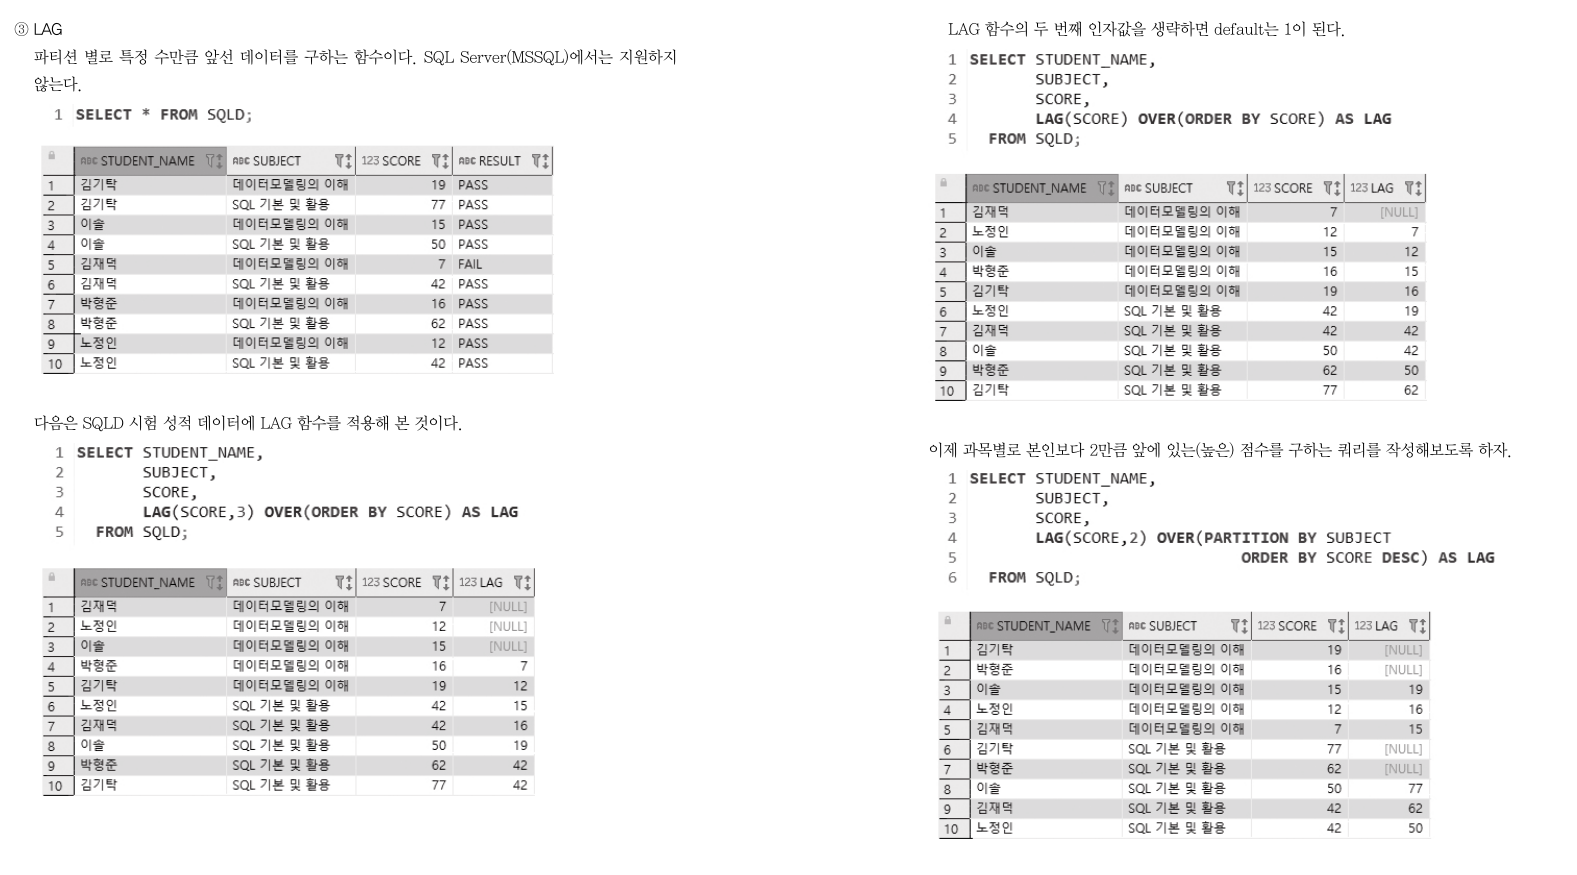 ③ LAG
파티션 별로 특정 수만큼 앞선 데이터를 구하는 함수이다. SQL Server(MSSQL)에서는 지원하지
않는다.
1 SELECT * FROM SQLD;
ABC STUDENT_NAME ABC SUBJECT 123 SCORE ABC RESULT
1 김기탁 데이터모델링의 이해 19 PASS
2 김기탁 SQL 기본 및 활용 77 PASS
3 이솔 데이터모델링의 이해 15 PASS
4 이솔 SQL 기본 및 활용 50 PASS
5 김재덕 데이터모델링의 이해 7 FAIL
6 김재덕 SQL 기본 및 활용 42 PASS
7 박형준 데이터모델링의 이해 16 PASS
8 박형준 SQL 기본 및 활용 62 PASS
9 노정인 데이터모델링의 이해 12 PASS
10 노정인 SQL 기본 및 활용 42 PASS
다음은 SQLD 시험 성적 데이터에 LAG 함수를 적용해 본 것이다.
1 SELECT STUDENT_NAME,
2 SUBJECT,
3 SCORE,
4 LAG(SCORE,3) OVER(ORDER BY SCORE) AS LAG
5 FROM SQLD;
ABC STUDENT_NAME ABC SUBJECT 123 SCORE 123 LAG
1 김재덕 데이터모델링의 이해 7 [NULL]
2 노정인 데이터모델링의 이해 12 [NULL]
3 이솔 데이터모델링의 이해 15 [NULL]
4 박형준 데이터모델링의 이해 16 7
5 김기탁 데이터모델링의 이해 19 12
6 노정인 SQL 기본 및 활용 42 15
7 김재덕 SQL 기본 및 활용 42 16
8 이솔 SQL 기본 및 활용 50 19
9 박형준 SQL 기본 및 활용 62 42
10 김기탁 SQL 기본 및 활용 77 42
LAG 함수의 두 번째 인자값을 생략하면 default는 1이 된다.
1 SELECT STUDENT_NAME,
2 SUBJECT,
3 SCORE,
4 LAG(SCORE) OVER(ORDER BY SCORE) AS LAG
5 FROM SQLD;
ABC STUDENT_NAME ABC SUBJECT 123 SCORE 123 LAG
1 김재덕 데이터모델링의 이해 7 [NULL]
2 노정인 데이터모델링의 이해 12 7
3 이솔 데이터모델링의 이해 15 12
4 박형준 데이터모델링의 이해 16 15
5 김기탁 데이터모델링의 이해 19 16
6 노정인 SQL 기본 및 활용 42 19
7 김재덕 SQL 기본 및 활용 42 42
8 이솔 SQL 기본 및 활용 50 42
9 박형준 SQL 기본 및 활용 62 50
10 김기탁 SQL 기본 및 활용 77 62
이제 과목별로 본인보다 2만큼 앞에 있는(높은) 점수를 구하는 쿼리를 작성해보도록 하자.
1 SELECT STUDENT_NAME,
2 SUBJECT,
3 SCORE,
4 LAG(SCORE,2) OVER(PARTITION BY SUBJECT
5 ORDER BY SCORE DESC) AS LAG
6 FROM SQLD;
ABC STUDENT_NAME ABC SUBJECT 123 SCORE 123 LAG
1 김기탁 데이터모델링의 이해 19 [NULL]
2 박형준 데이터모델링의 이해 16 [NULL]
3 이솔 데이터모델링의 이해 15 19
4 노정인 데이터모델링의 이해 12 16
5 김재덕 데이터모델링의 이해 7 15
6 김기탁 SQL 기본 및 활용 77 [NULL]
7 박형준 SQL 기본 및 활용 62 [NULL]
8 이솔 SQL 기본 및 활용 50 77
9 김재덕 SQL 기본 및 활용 42 62
10 노정인 SQL 기본 및 활용 42 50